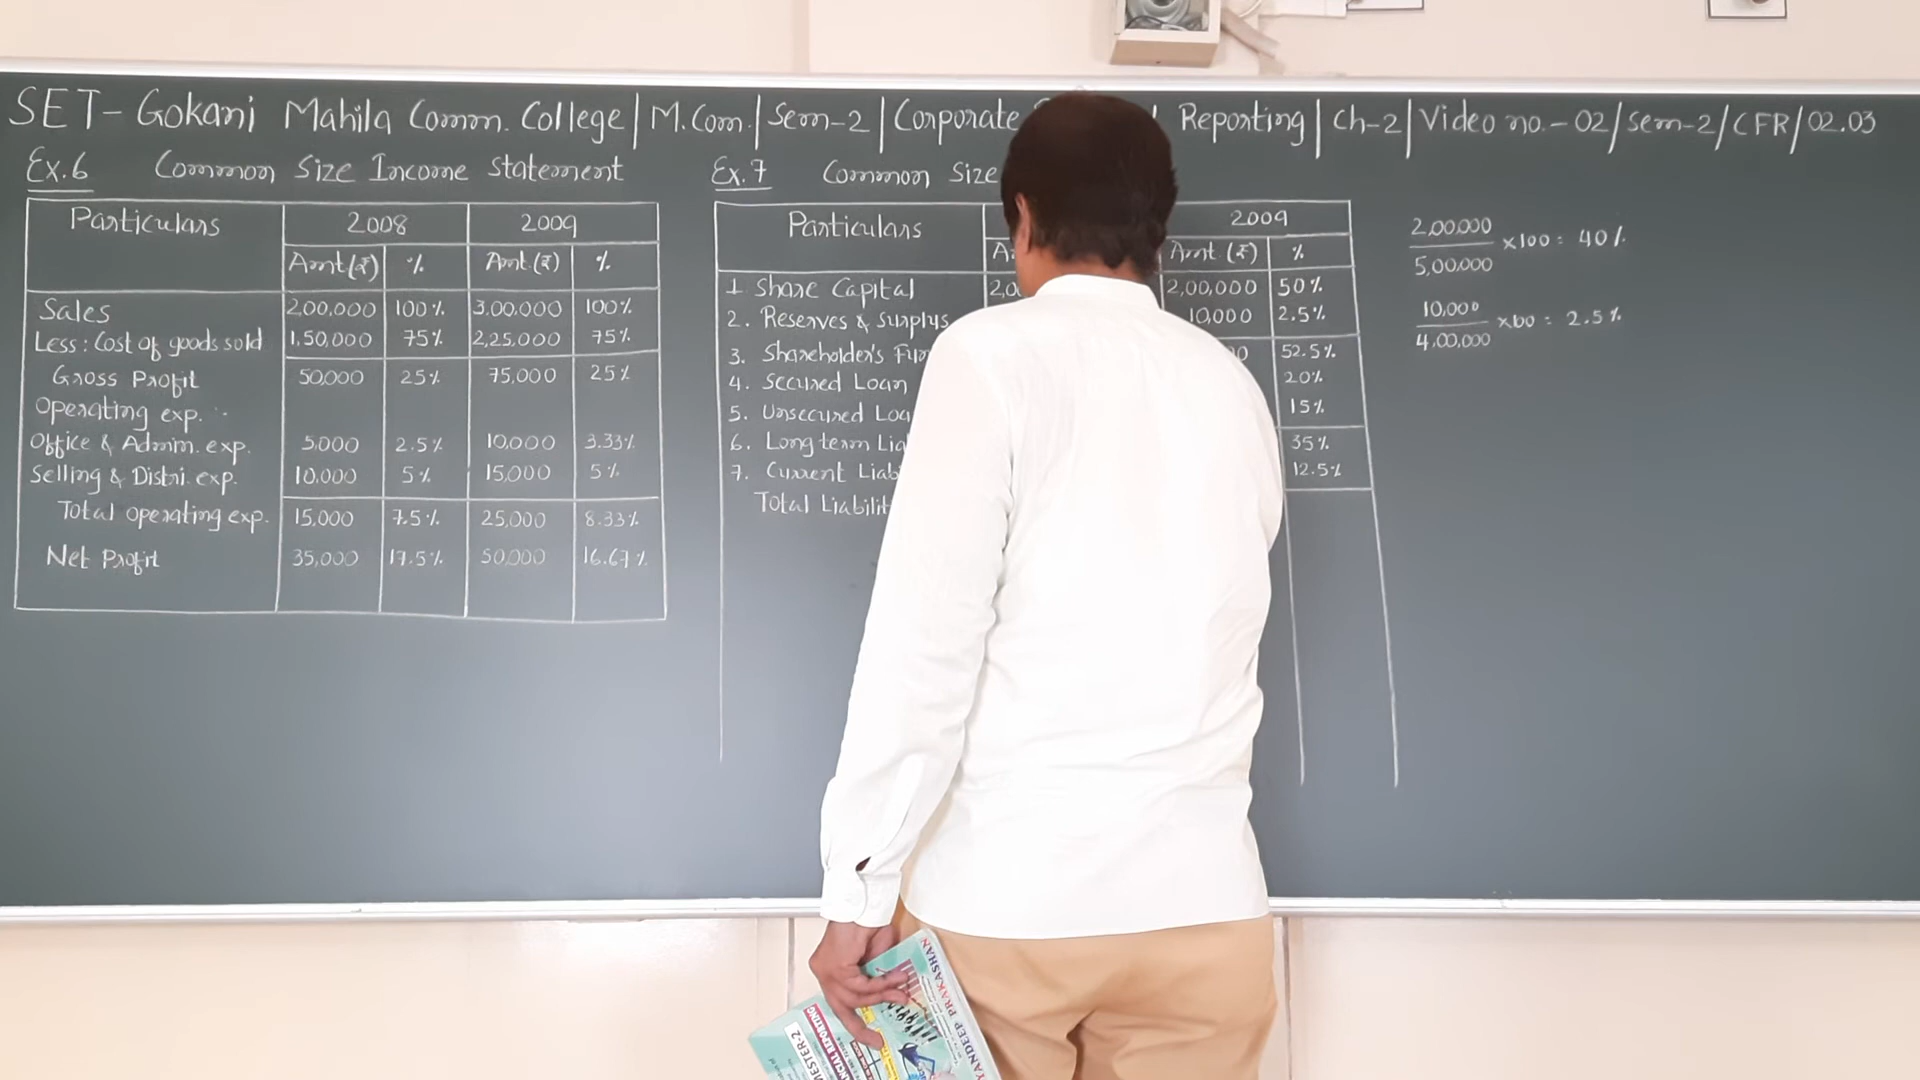 SET-Gokani Mahila Comm. College | M.Com. | Sem-2 | Corporate Reporting | Ch-2 | Video no.-02/sem-2/CFR/02.03
Ex.6 Common Size Income Statement
Particulars 2008 2009
Amt (₹) % Amt. (₹) %
Sales 2,00,000 100% 3,00,000 100%
Less: Cost of goods sold 1,50,000 75% 2,25,000 75%
Gross Profit 50,000 25% 75,000 25%
Operating exp. :-
Office & Admin. exp. 5,000 2.5% 10,000 3.33%
Selling & Distri. exp. 10,000 5% 15,000 5%
Total operating exp. 15,000 7.5% 25,000 8.33%
Net Profit 35,000 17.5% 50,000 16.67%
Ex.7 Common Size
Particulars 2009
Amt. (₹) %
1 Share Capital 2,00,000 50%
2. Reserves & Surplus 10,000 2.5%
3. Shareholder's 52.5%
4. Secured Loan 20%
5. Unsecured 15%
6. Long term 35%
7. Current 12.5%
Total
2,00,000
5,00,000
×100 = 40%
10,000
4,00,000
×100 = 2.5%